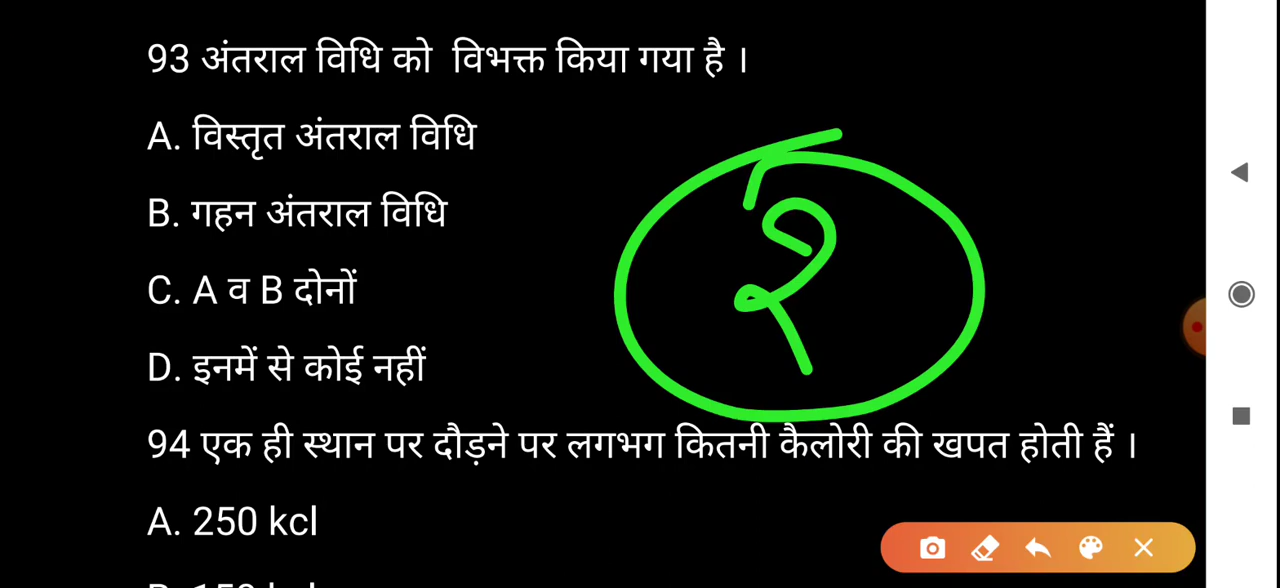 93 अंतराल विधि को विभक्त किया गया है ।
A. विस्तृत अंतराल विधि
B. गहन अंतराल विधि
C. A व B दोनों
D. इनमें से कोई नहीं
२
94 एक ही स्थान पर दौड़ने पर लगभग कितनी कैलोरी की खपत होती हैं ।
A. 250 kcl